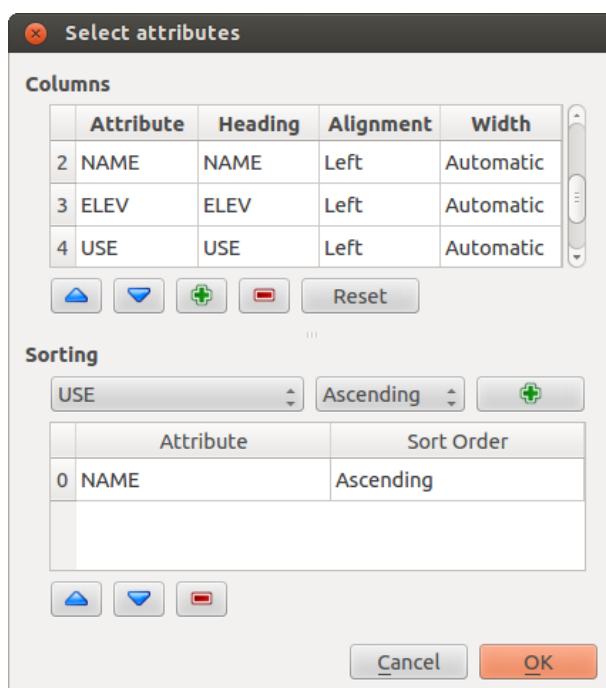 Select attributes
Columns
Attribute Heading Alignment Width
2 NAME NAME Left Automatic
3 ELEV ELEV Left Automatic
4 USE USE Left Automatic
Reset
Sorting
USE Ascending
Attribute Sort Order
0 NAME Ascending
Cancel OK